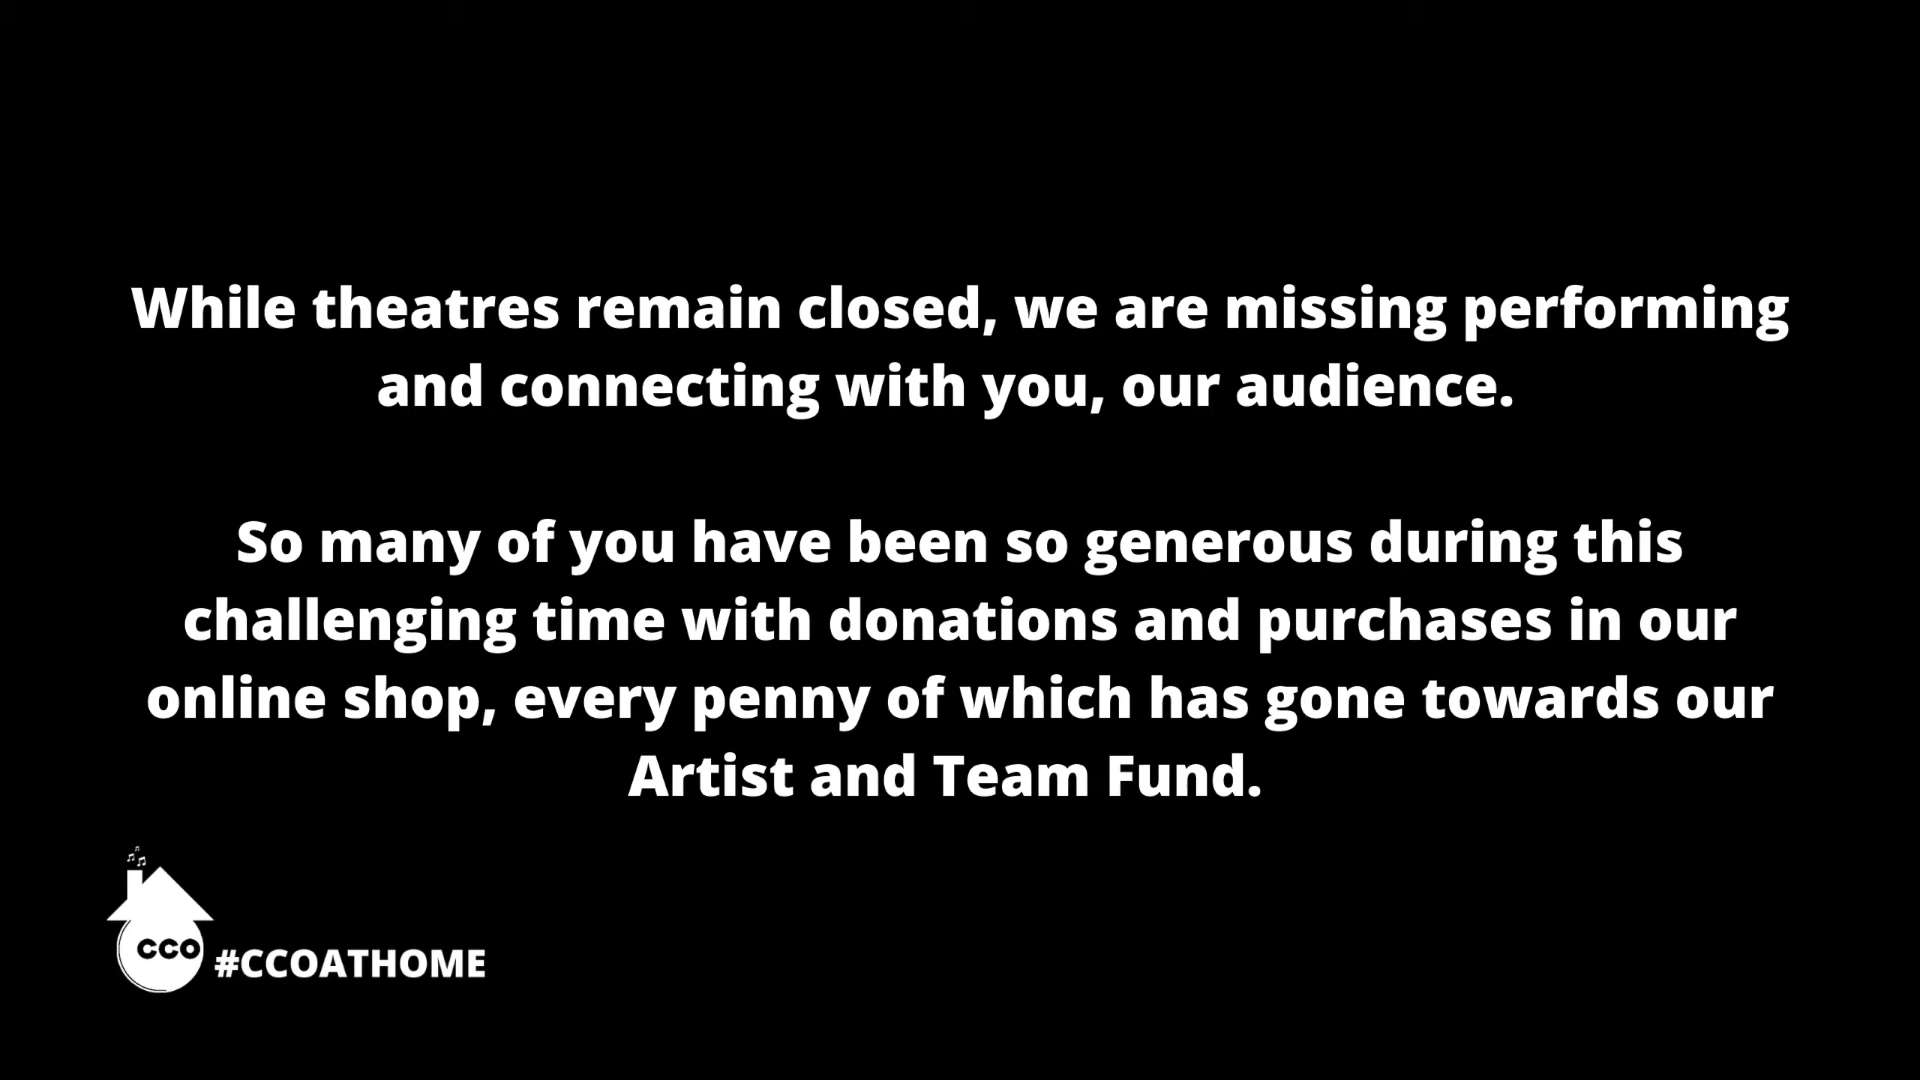 While theatres remain closed, we are missing performing
and connecting with you, our audience.
So many of you have been so generous during this
challenging time with donations and purchases in our
online shop, every penny of which has gone towards our
Artist and Team Fund.
CCO
#CCOATHOME